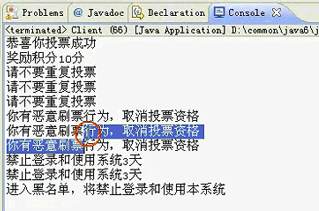 Problems @ Javadoc Declaration Console
<terminated> Client (66) [Java Application] D:\common\java6\j
恭喜你投票成功
奖励积分10分
请不要重复投票
请不要重复投票
请不要重复投票
你有恶意刷票行为，取消投票资格
你有恶意刷票行为，取消投票资格
你有恶意刷票行为，取消投票资格
禁止登录和使用系统3天
禁止登录和使用系统3天
进入黑名单，将禁止登录和使用本系统